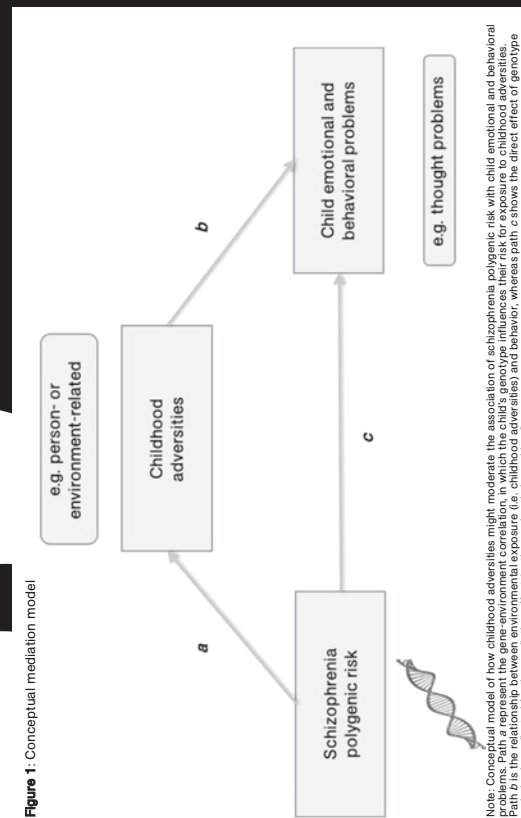 Figure 1: Conceptual mediation model
e.g. person- or
environment-related
Childhood
adversities
a
b
Schizophrenia
polygenic risk
c
Child emotional and
behavioral problems
e.g. thought problems
Note: Conceptual model of how childhood adversities might moderate the association of schizophrenia polygenic risk with child emotional and behavioral
problems. Path a represent the gene-environment correlation, in which the child's genotype influences their risk for exposure to childhood adversities.
Path b is the relationship between environmental exposure (i.e. childhood adversities) and behavior, whereas path c shows the direct effect of genotype